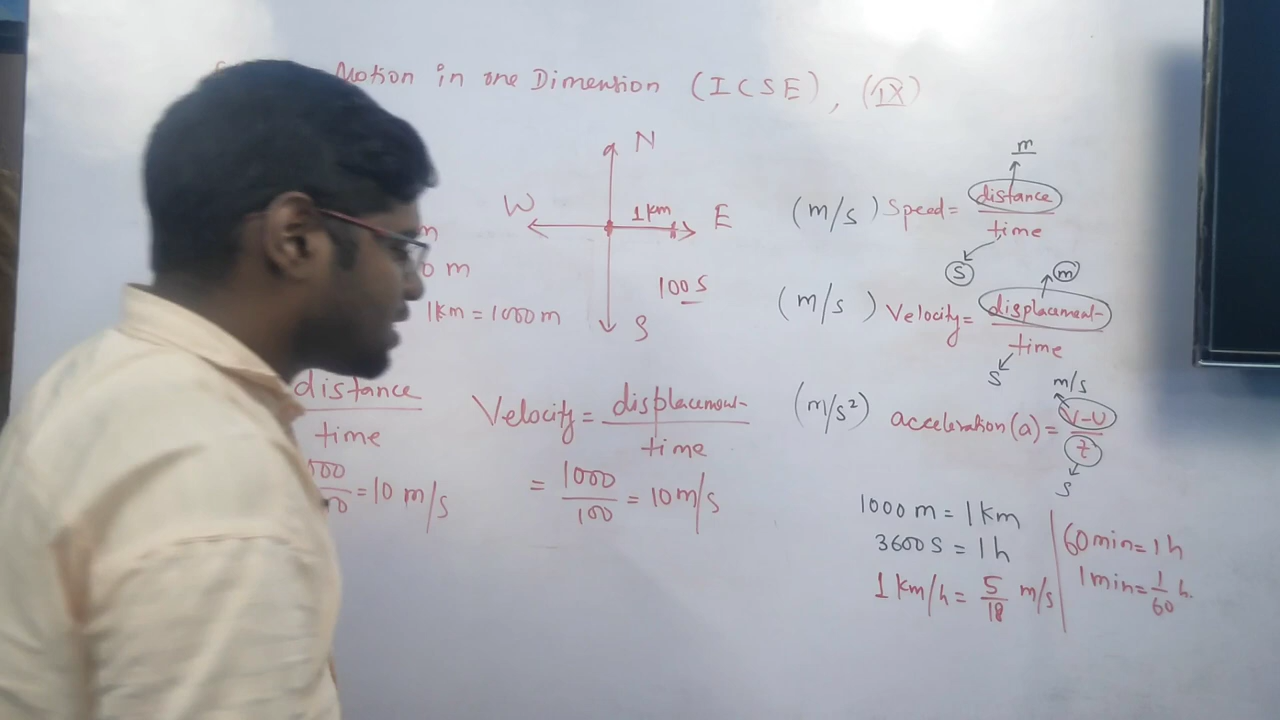 Motion in one Dimension (ICSE), (IX)
N
W
1km
E
100 S
S
m
0 m
1km = 1000 m
distance
time
= 10 m/s
Velocity = displacement
time
= 1000
100
= 10 m/s
m
(m/s) Speed = distance
time
S
m
(m/s) Velocity = displacement
time
S
m/s
(m/s²) acceleration (a) = V-U
t
S
1000 m = 1 Km
3600 S = 1 h
1 Km/h = 5/18 m/s
60 min = 1 h
1 min = 1/60 h.